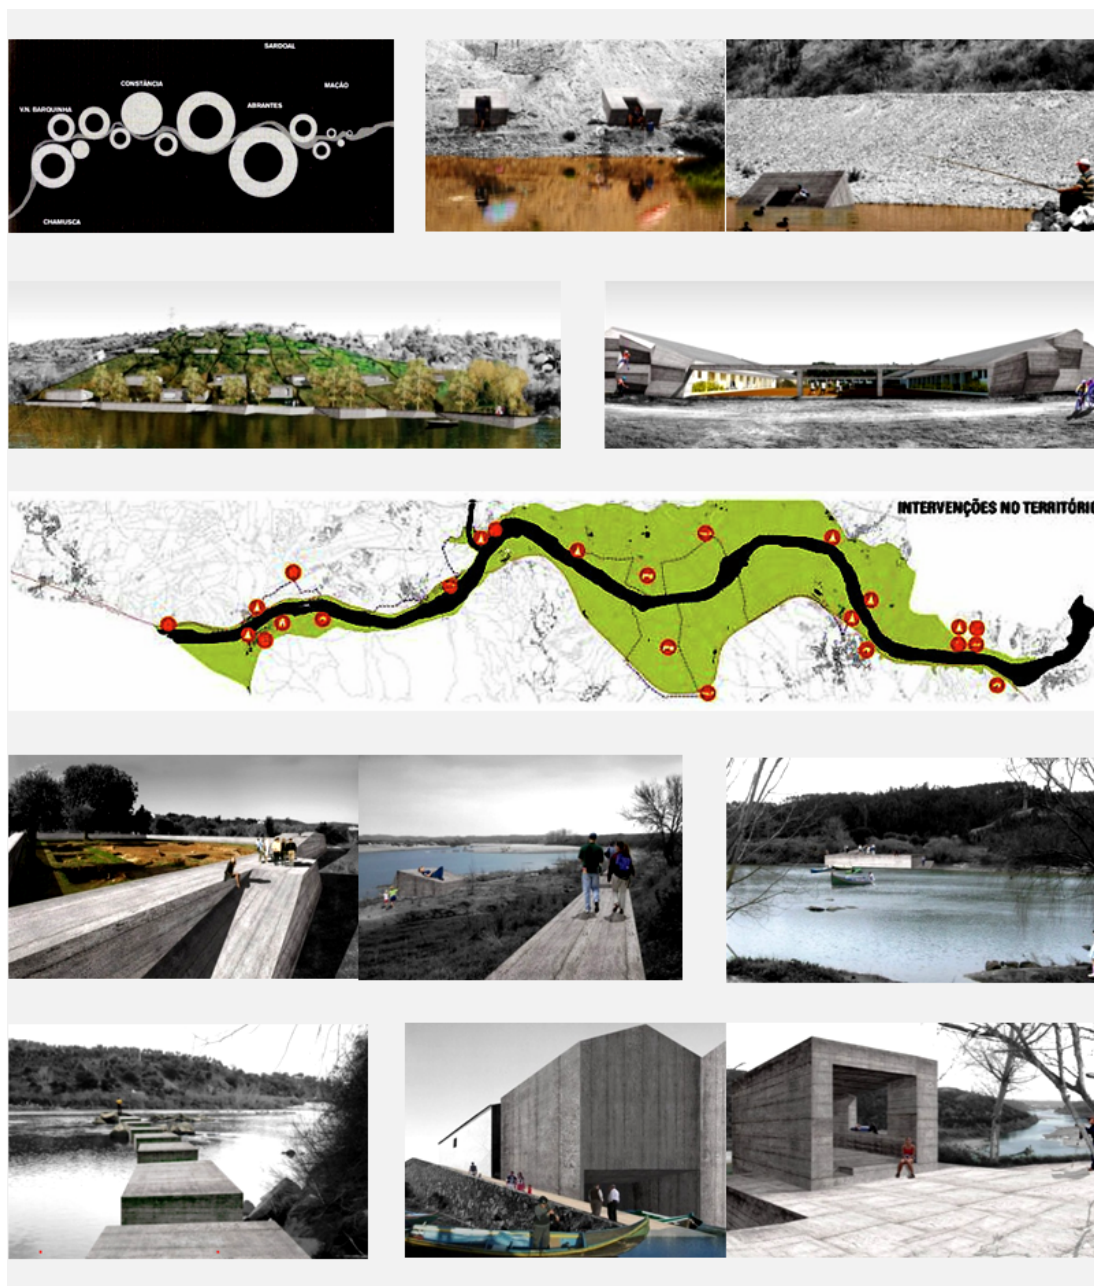 SARDOAL
CONSTÂNCIA
MAÇÃO
V.N. BARQUINHA
ABRANTES
CHAMUSCA
INTERVENÇÕES NO TERRITÓRI